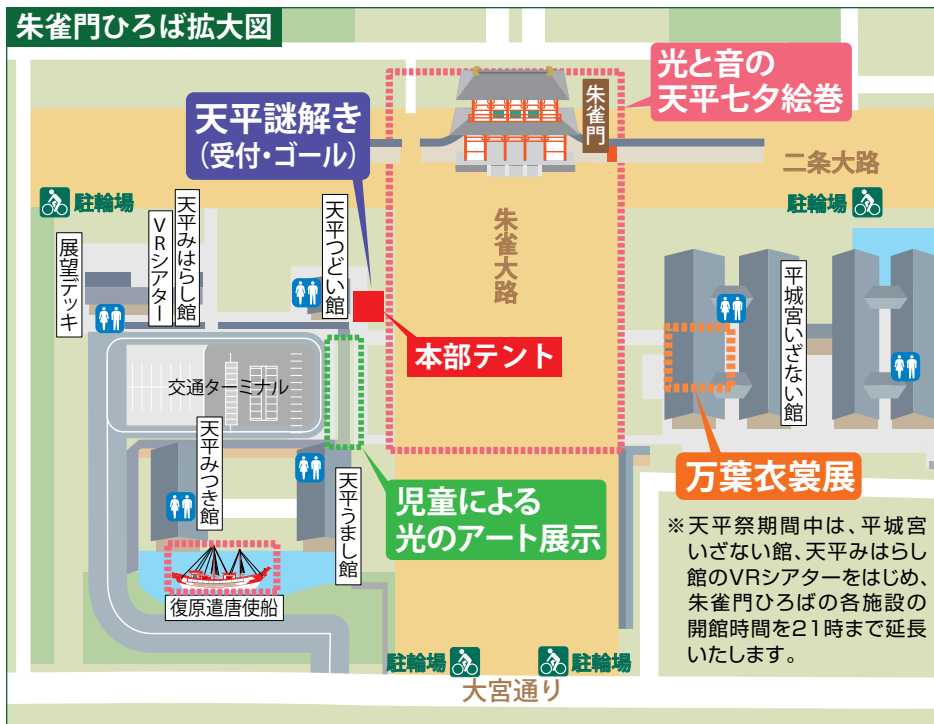 朱雀門ひろば拡大図
光と音の
天平七夕絵巻
朱雀門
天平謎解き
（受付・ゴール）
二条大路
駐輪場
駐輪場
展望デッキ
VRシアター
天平みはらし館
天平つどい館
朱雀大路
平城宮いざない館
本部テント
交通ターミナル
天平みつき館
天平うまし館
児童による
光のアート展示
万葉衣裳展
復原遣唐使船
※天平祭期間中は、平城宮
いざない館、天平みはらし
館のVRシアターをはじめ、
朱雀門ひろばの各施設の
開館時間を21時まで延長
いたします。
駐輪場
駐輪場
大宮通り